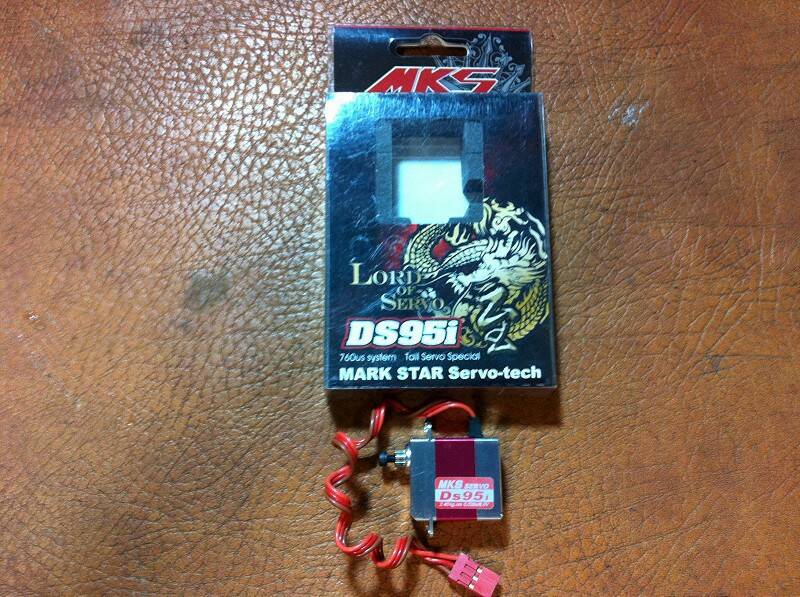 MKS
LORD
OF
SERVO
DS95i
760us system Tail Servo Special
MARK STAR Servo-tech
MKS SERVO
Ds95i